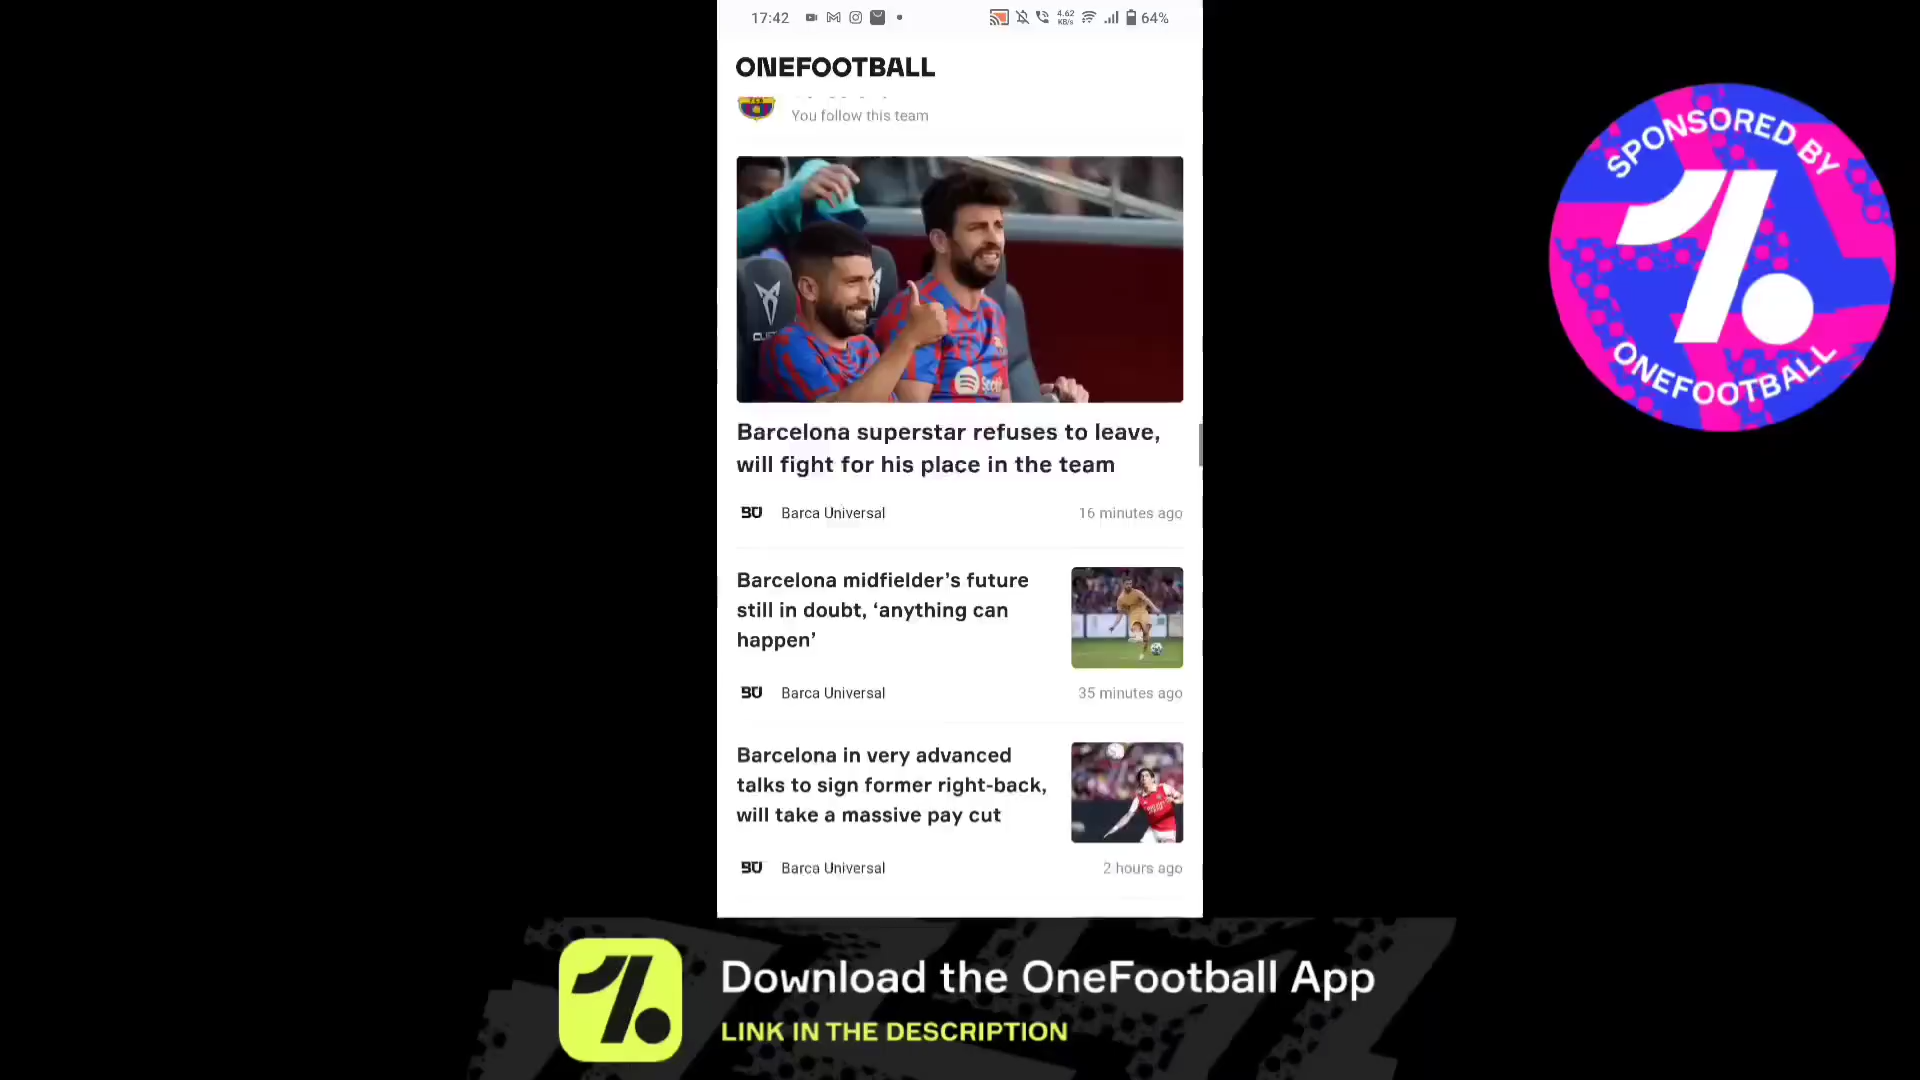 17:42
4.62
KB/s
64%
ONEFOOTBALL
You follow this team
Barcelona superstar refuses to leave,
will fight for his place in the team
BU Barca Universal
16 minutes ago
Barcelona midfielder’s future
still in doubt, ‘anything can
happen’
BU Barca Universal
35 minutes ago
Barcelona in very advanced
talks to sign former right-back,
will take a massive pay cut
BU Barca Universal
2 hours ago
SPONSORED BY
ONEFOOTBALL
Download the OneFootball App
LINK IN THE DESCRIPTION